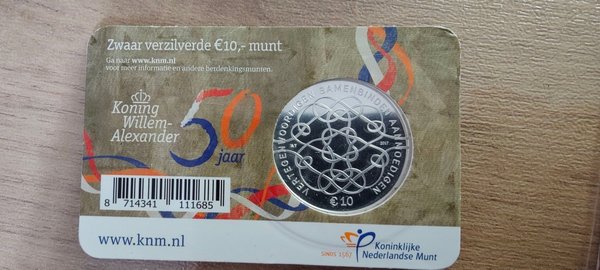 Zwaar verzilverde €10,- munt
Ga naar www.knm.nl
voor meer informatie en andere herdenkingsmunten.
Koning
Willem-
Alexander
50
jaar
VERTEGENWOORDIGEN SAMENBINDEN AANMOEDIGEN
2017
€10
8 714341 111685
www.knm.nl
SINDS 1567
Koninklijke
Nederlandse Munt